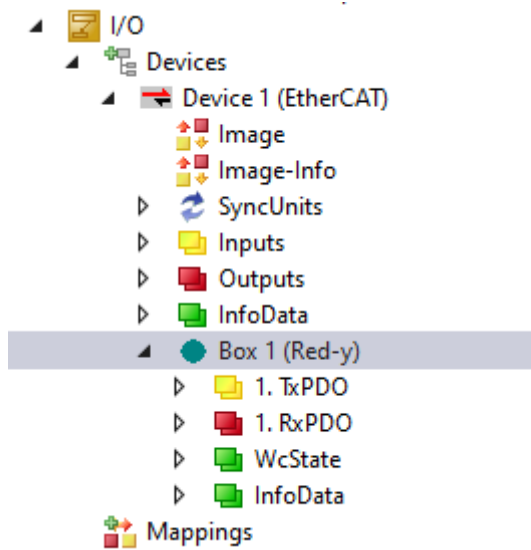 I/O
Devices
Device 1 (EtherCAT)
Image
Image-Info
SyncUnits
Inputs
Outputs
InfoData
Box 1 (Red-y)
1. TxPDO
1. RxPDO
WcState
InfoData
Mappings